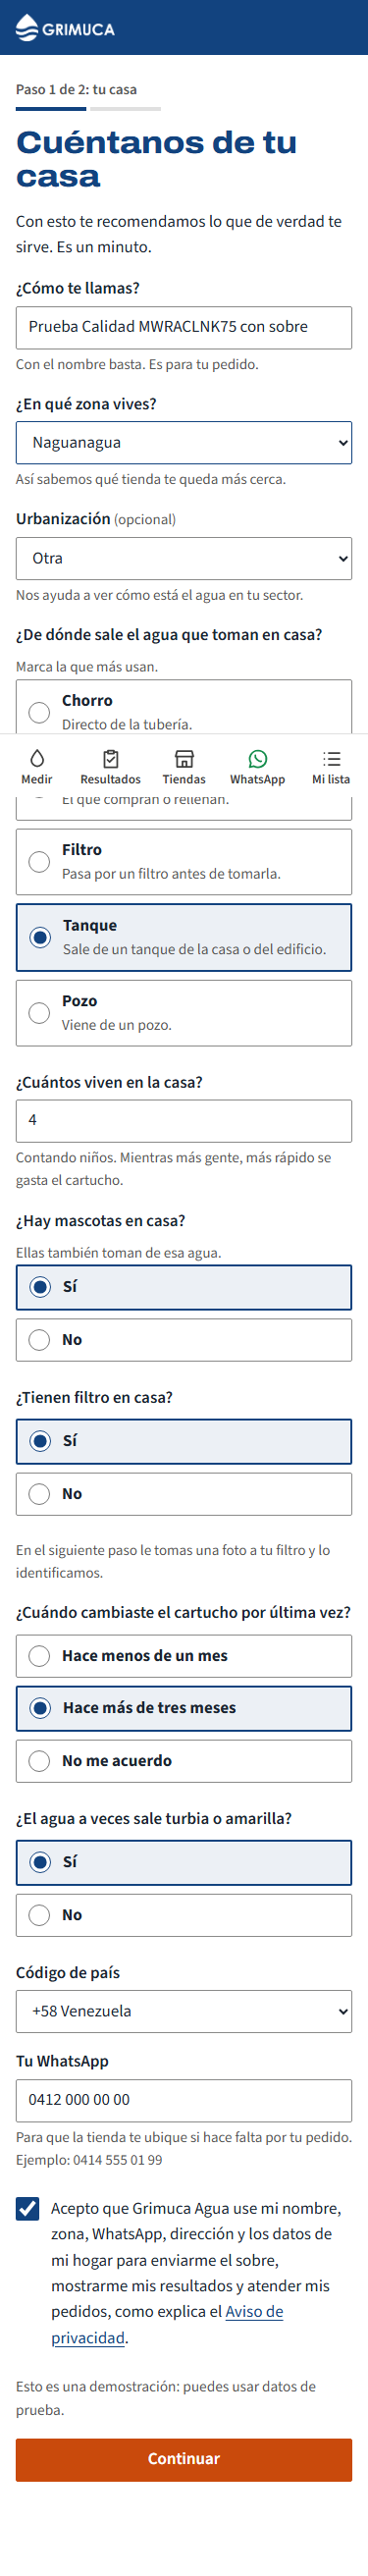 GRIMUCA
Paso 1 de 2: tu casa
Cuéntanos de tu
casa
Con esto te recomendamos lo que de verdad te
sirve. Es un minuto.
¿Cómo te llamas?
Prueba Calidad MWRACLNK75 con sobre
Con el nombre basta. Es para tu pedido.
¿En qué zona vives?
Naguanagua
Así sabemos qué tienda te queda más cerca.
Urbanización (opcional)
Otra
Nos ayuda a ver cómo está el agua en tu sector.
¿De dónde sale el agua que toman en casa?
Marca la que más usan.
Chorro
Directo de la tubería.
Medir Resultados Tiendas WhatsApp Mi lista
El que compran o rellenan.
Filtro
Pasa por un filtro antes de tomarla.
Tanque
Sale de un tanque de la casa o del edificio.
Pozo
Viene de un pozo.
¿Cuántos viven en la casa?
4
Contando niños. Mientras más gente, más rápido se
gasta el cartucho.
¿Hay mascotas en casa?
Ellas también toman de esa agua.
Sí
No
¿Tienen filtro en casa?
Sí
No
En el siguiente paso le tomas una foto a tu filtro y lo
identificamos.
¿Cuándo cambiaste el cartucho por última vez?
Hace menos de un mes
Hace más de tres meses
No me acuerdo
¿El agua a veces sale turbia o amarilla?
Sí
No
Código de país
+58 Venezuela
Tu WhatsApp
0412 000 00 00
Para que la tienda te ubique si hace falta por tu pedido.
Ejemplo: 0414 555 01 99
Acepto que Grimuca Agua use mi nombre,
zona, WhatsApp, dirección y los datos de
mi hogar para enviarme el sobre,
mostrarme mis resultados y atender mis
pedidos, como explica el Aviso de
privacidad.
Esto es una demostración: puedes usar datos de
prueba.
Continuar